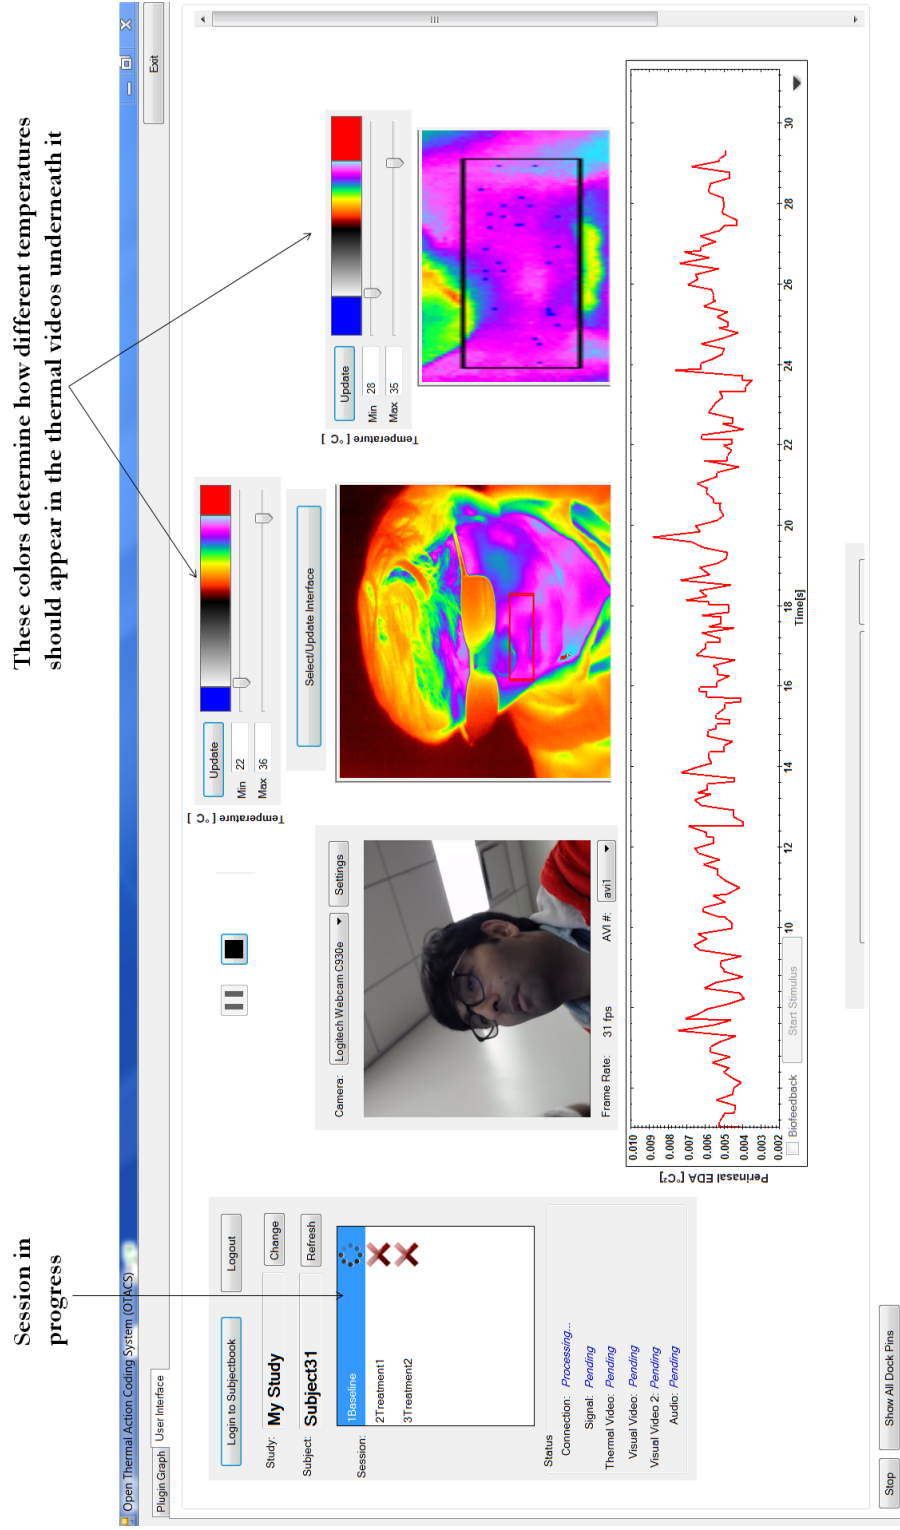 These colors determine how different temperatures
should appear in the thermal videos underneath it
Session in
progress
Open Thermal Action Coding System (OTACS)
Plugin Graph
User Interface
Exit
Login to Subjectbook
Logout
Study:
My Study
Change
Subject:
Subject31
Refresh
Session:
1Baseline
2Treatment1
3Treatment2
Status
Connection: Processing...
Signal: Pending
Thermal Video: Pending
Visual Video: Pending
Visual Video 2: Pending
Audio: Pending
Camera:
Logitech Webcam C930e
Settings
Frame Rate:
31 fps
AVI #:
avi1
Temperature [ °C ]
Update
Min
22
Max
36
Select/Update Interface
Temperature [ °C ]
Update
Min
28
Max
35
Perinasal EDA [°C²]
0.010
0.009
0.008
0.007
0.006
0.005
0.004
0.003
0.002
10
12
14
16
18
20
22
24
26
28
30
Time[s]
Biofeedback
Start Stimulus
Stop
Show All Dock Pins